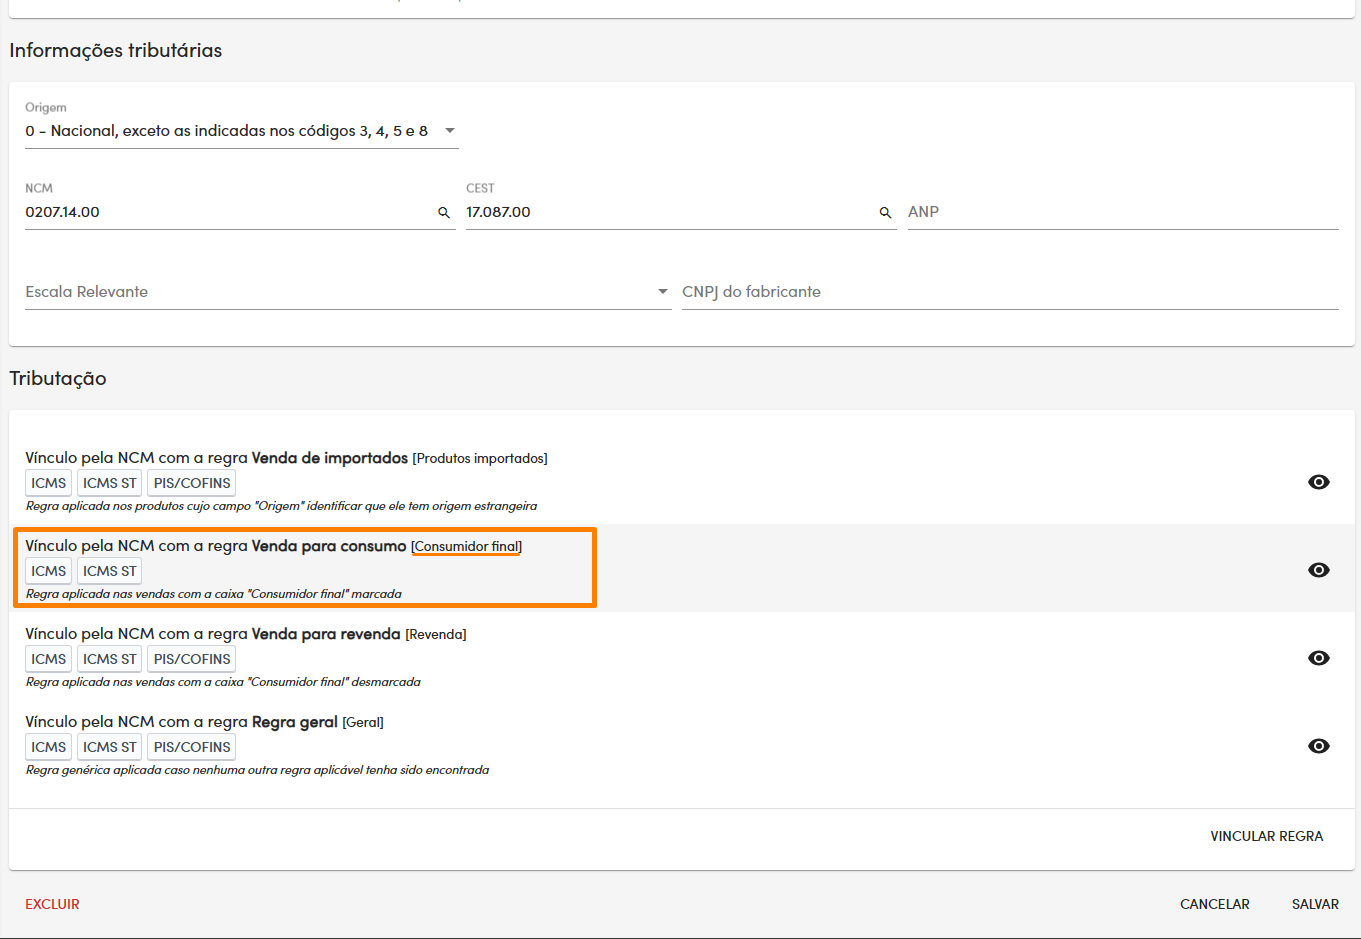 Informações tributárias
Origem
0 - Nacional, exceto as indicadas nos códigos 3, 4, 5 e 8
NCM
CEST
0207.14.00
17.087.00
ANP
Escala Relevante
CNPJ do fabricante
Tributação
Vínculo pela NCM com a regra Venda de importados [Produtos importados]
ICMS ICMS ST PIS/COFINS
Regra aplicada nos produtos cujo campo "Origem" identificar que ele tem origem estrangeira
Vínculo pela NCM com a regra Venda para consumo [Consumidor final]
ICMS ICMS ST
Regra aplicada nas vendas com a caixa "Consumidor final" marcada
Vínculo pela NCM com a regra Venda para revenda [Revenda]
ICMS ICMS ST PIS/COFINS
Regra aplicada nas vendas com a caixa "Consumidor final" desmarcada
Vínculo pela NCM com a regra Regra geral [Geral]
ICMS ICMS ST PIS/COFINS
Regra genérica aplicada caso nenhuma outra regra aplicável tenha sido encontrada
VINCULAR REGRA
EXCLUIR
CANCELAR
SALVAR